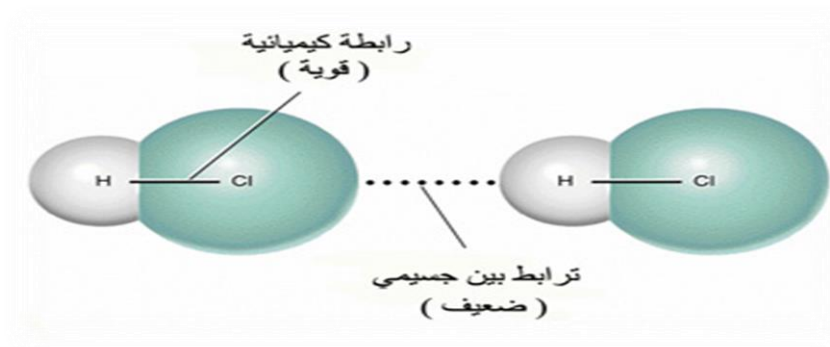 رابطة كيميائية
( قوية )
H Cl H Cl
ترابط بين جسيمي
( ضعيف )